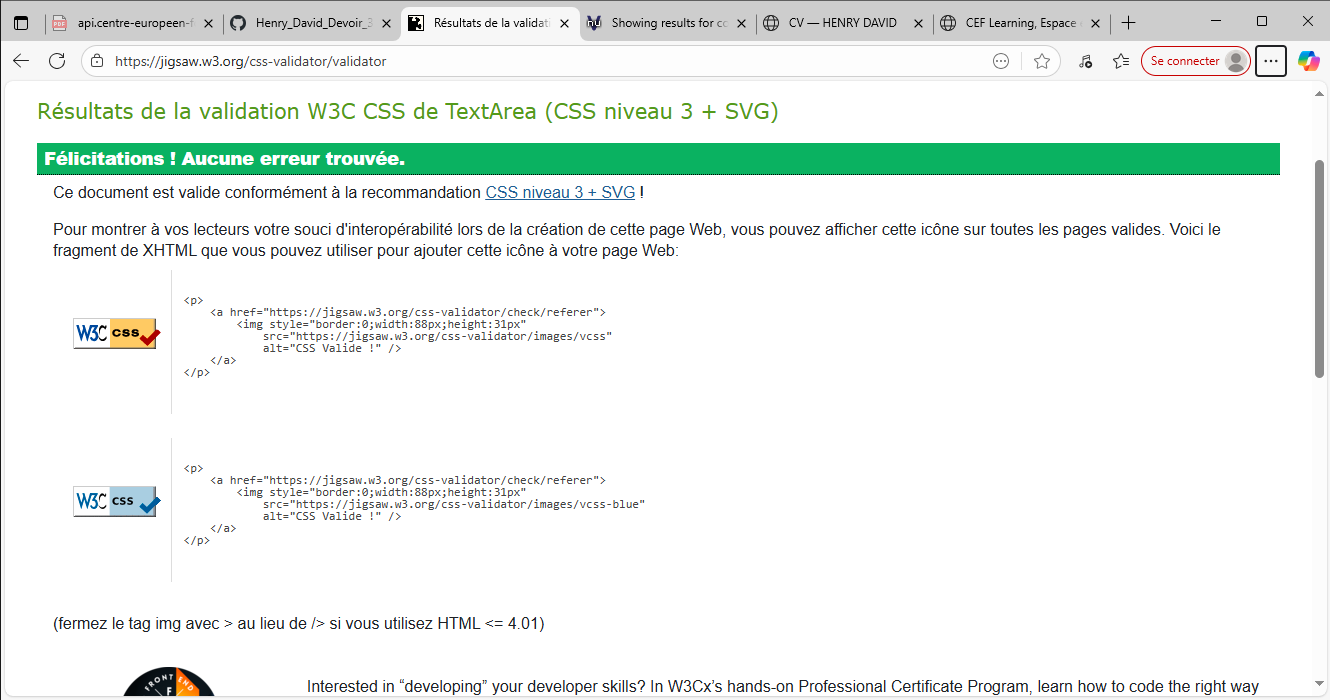 api.centre-europeen-f
Henry_David_Devoir_3
Résultats de la validati
Showing results for co
CV — HENRY DAVID
CEF Learning, Espace
https://jigsaw.w3.org/css-validator/validator
Se connecter
Résultats de la validation W3C CSS de TextArea (CSS niveau 3 + SVG)
Félicitations ! Aucune erreur trouvée.
Ce document est valide conformément à la recommandation CSS niveau 3 + SVG !
Pour montrer à vos lecteurs votre souci d'interopérabilité lors de la création de cette page Web, vous pouvez afficher cette icône sur toutes les pages valides. Voici le
fragment de XHTML que vous pouvez utiliser pour ajouter cette icône à votre page Web:
W3C css
<p>
<a href="https://jigsaw.w3.org/css-validator/check/referer">
<img style="border:0;width:88px;height:31px"
src="https://jigsaw.w3.org/css-validator/images/vcss"
alt="CSS Valide !" />
</a>
</p>
W3C css
<p>
<a href="https://jigsaw.w3.org/css-validator/check/referer">
<img style="border:0;width:88px;height:31px"
src="https://jigsaw.w3.org/css-validator/images/vcss-blue"
alt="CSS Valide !" />
</a>
</p>
(fermez le tag img avec > au lieu de /> si vous utilisez HTML <= 4.01)
FRONT END
F
Interested in “developing” your developer skills? In W3Cx’s hands-on Professional Certificate Program, learn how to code the right way